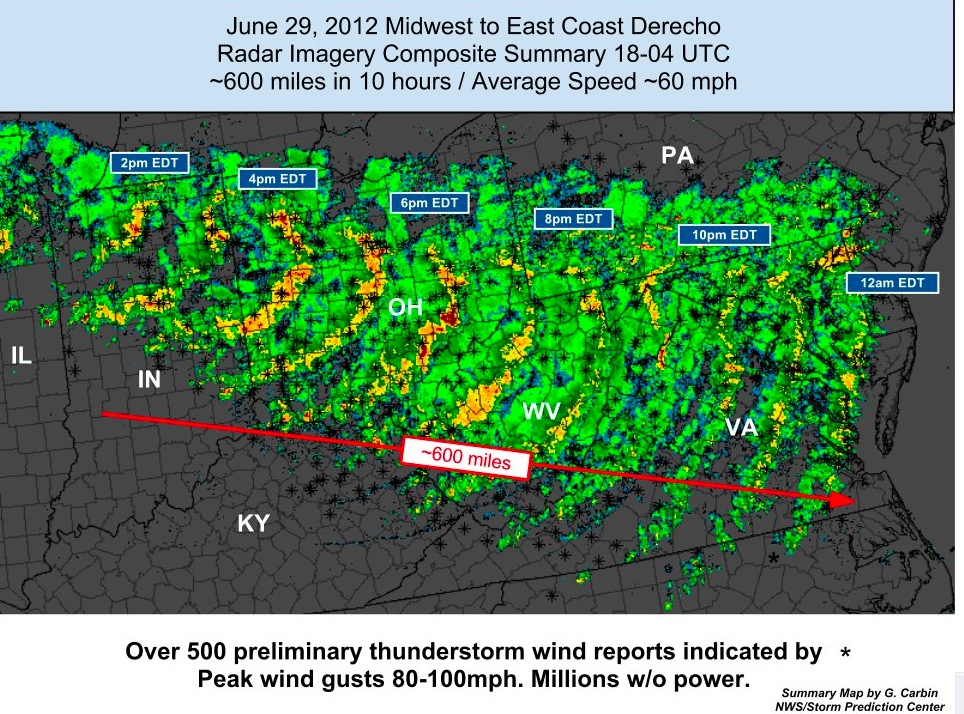 June 29, 2012 Midwest to East Coast Derecho
Radar Imagery Composite Summary 18-04 UTC
~600 miles in 10 hours / Average Speed ~60 mph
PA
2pm EDT
4pm EDT
6pm EDT
8pm EDT
10pm EDT
12am EDT
OH
IL
IN
WV
VA
~600 miles
KY
*
Over 500 preliminary thunderstorm wind reports indicated by *
Peak wind gusts 80-100mph. Millions w/o power.
Summary Map by G. Carbin
NWS/Storm Prediction Center